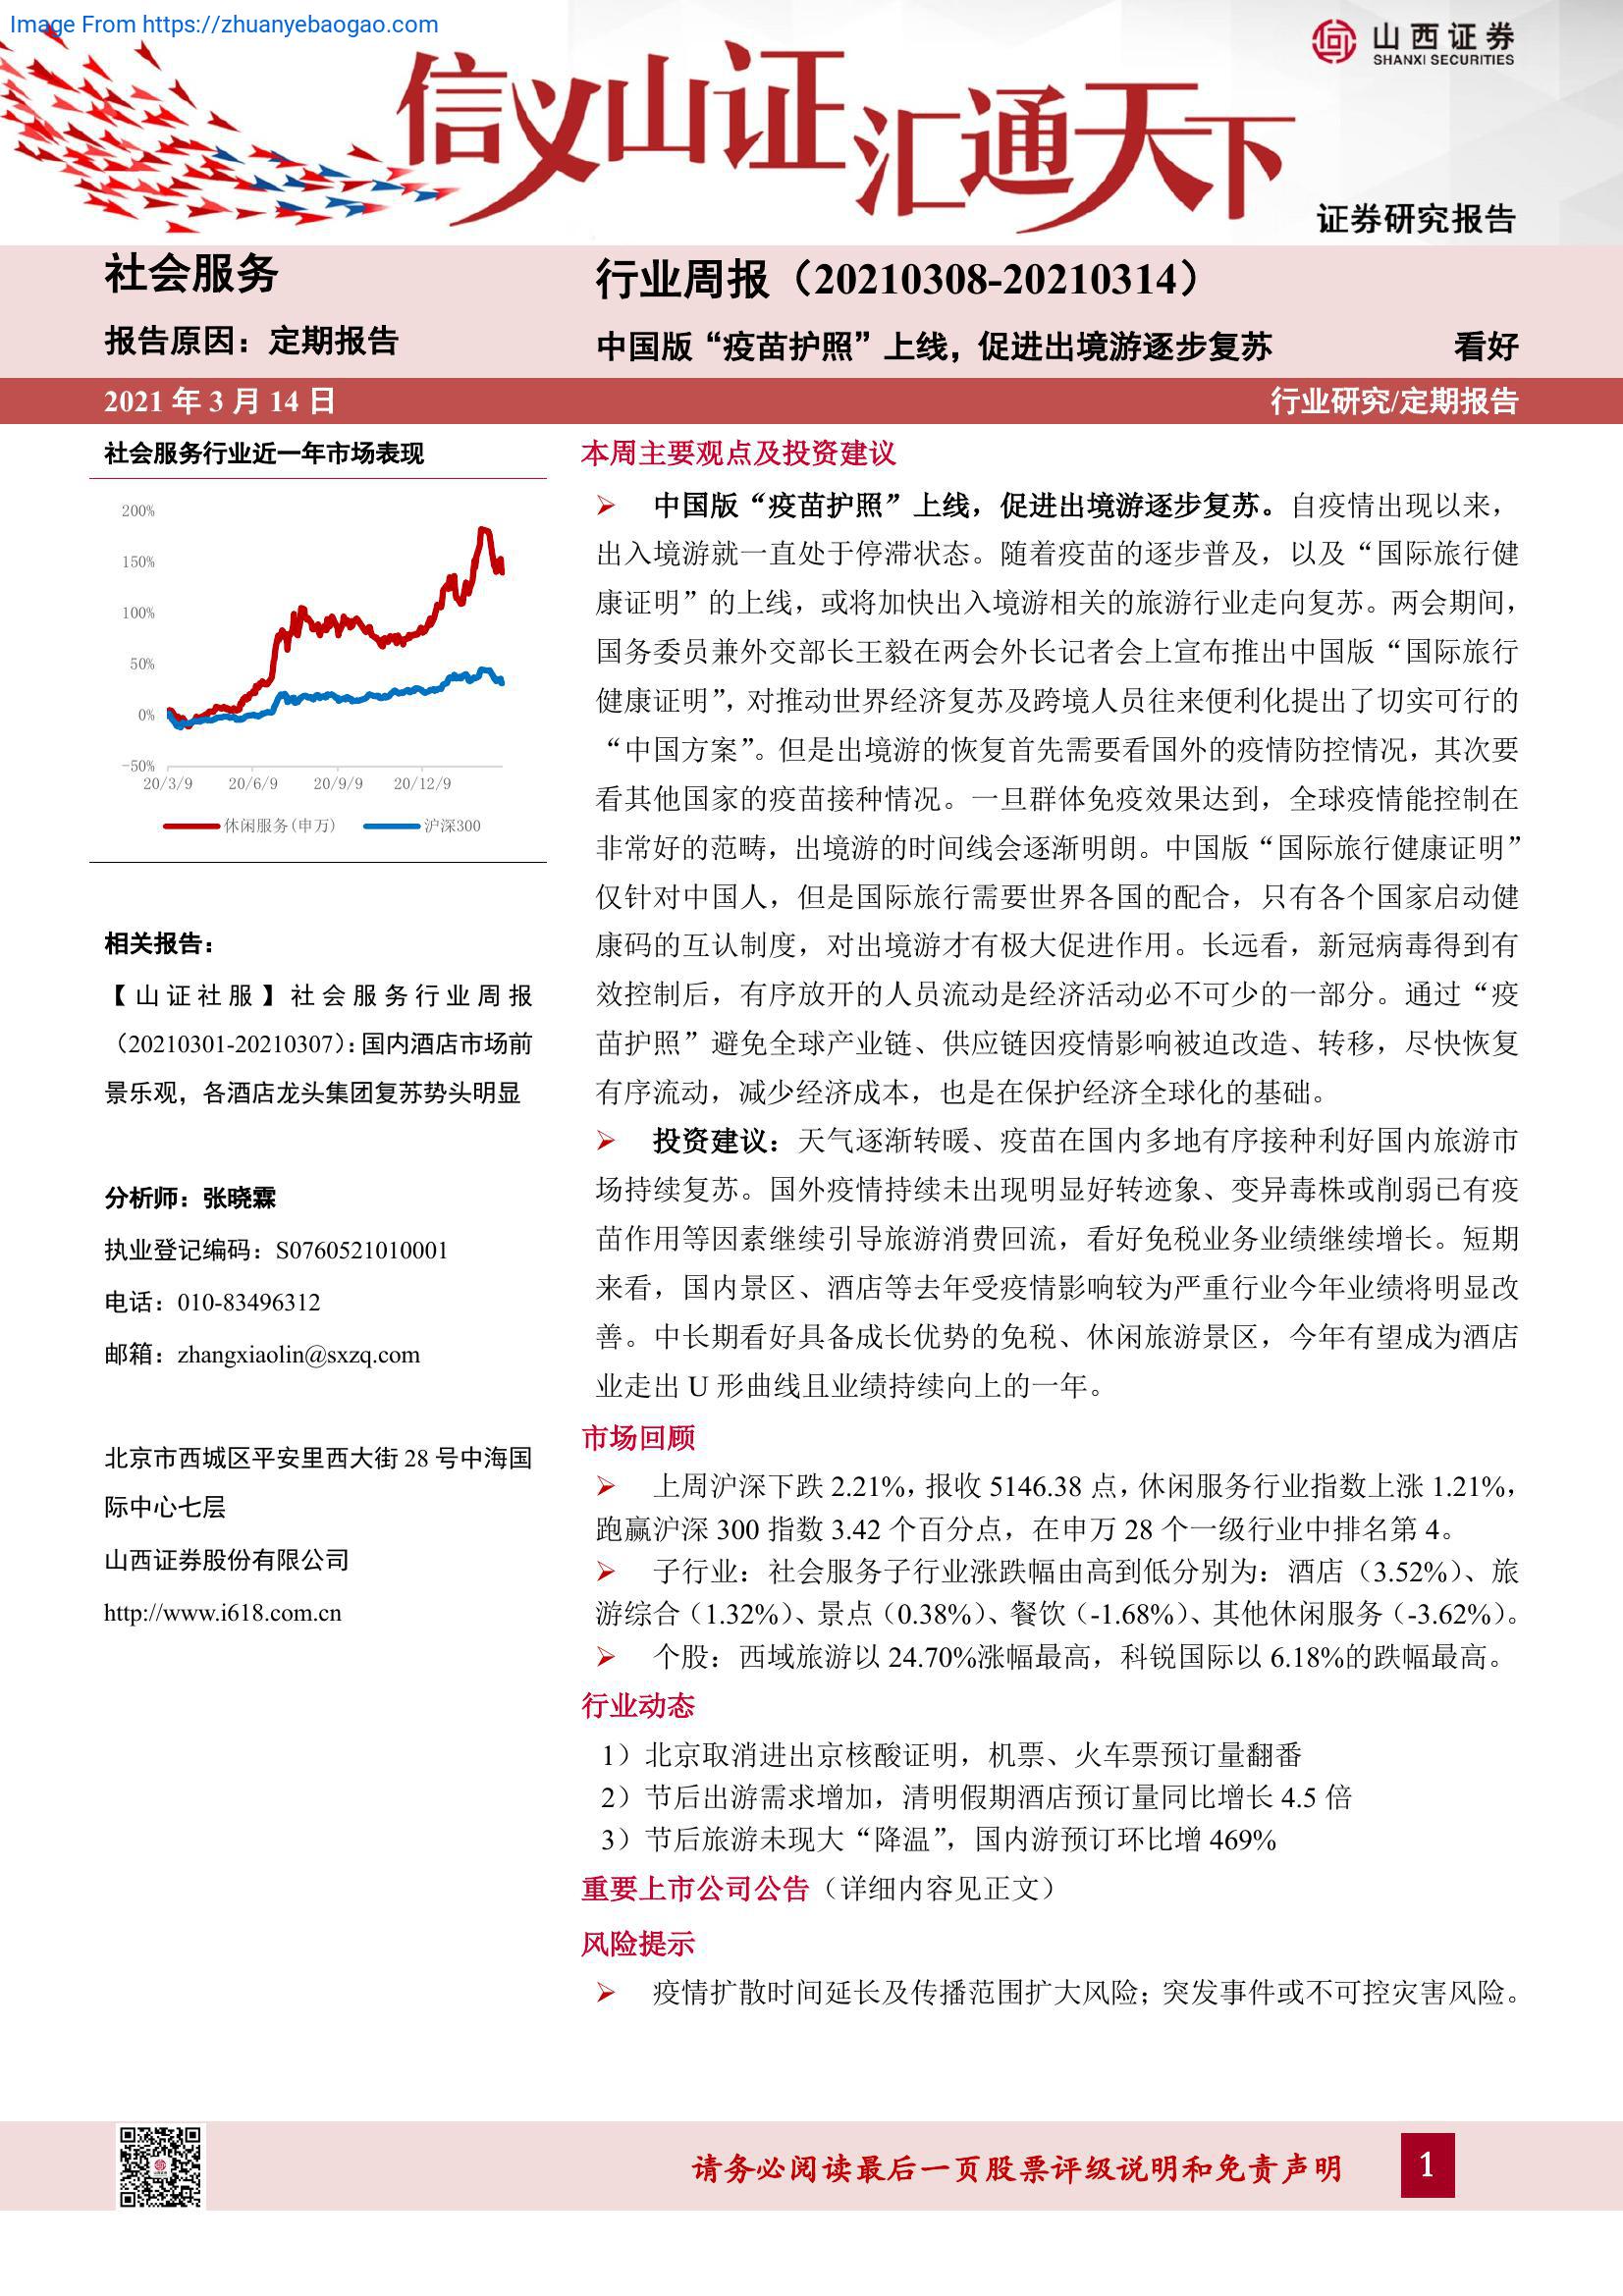 Image From https://zhuanyebaogao.com
山西证券
SHANXI SECURITIES
信义山证汇通天下
证券研究报告
社会服务
行业周报（20210308-20210314）
报告原因：定期报告
中国版“疫苗护照”上线，促进出境游逐步复苏
看好
2021 年 3 月 14 日
行业研究/定期报告
社会服务行业近一年市场表现
200%
150%
100%
50%
0%
-50%
20/3/9 20/6/9 20/9/9 20/12/9
休闲服务(申万) 沪深300
相关报告：
【山证社服】社会服务行业周报
（20210301-20210307）：国内酒店市场前
景乐观，各酒店龙头集团复苏势头明显
分析师：张晓霖
执业登记编码：S0760521010001
电话：010-83496312
邮箱：zhangxiaolin@sxzq.com
北京市西城区平安里西大街 28 号中海国
际中心七层
山西证券股份有限公司
http://www.i618.com.cn
本周主要观点及投资建议
➢ 中国版“疫苗护照”上线，促进出境游逐步复苏。自疫情出现以来，
出入境游就一直处于停滞状态。随着疫苗的逐步普及，以及“国际旅行健
康证明”的上线，或将加快出入境游相关的旅游行业走向复苏。两会期间，
国务委员兼外交部长王毅在两会外长记者会上宣布推出中国版“国际旅行
健康证明”，对推动世界经济复苏及跨境人员往来便利化提出了切实可行的
“中国方案”。但是出境游的恢复首先需要看国外的疫情防控情况，其次要
看其他国家的疫苗接种情况。一旦群体免疫效果达到，全球疫情能控制在
非常好的范畴，出境游的时间线会逐渐明朗。中国版“国际旅行健康证明”
仅针对中国人，但是国际旅行需要世界各国的配合，只有各个国家启动健
康码的互认制度，对出境游才有极大促进作用。长远看，新冠病毒得到有
效控制后，有序放开的人员流动是经济活动必不可少的一部分。通过“疫
苗护照”避免全球产业链、供应链因疫情影响被迫改造、转移，尽快恢复
有序流动，减少经济成本，也是在保护经济全球化的基础。
➢ 投资建议：天气逐渐转暖、疫苗在国内多地有序接种利好国内旅游市
场持续复苏。国外疫情持续未出现明显好转迹象、变异毒株或削弱已有疫
苗作用等因素继续引导旅游消费回流，看好免税业务业绩继续增长。短期
来看，国内景区、酒店等去年受疫情影响较为严重行业今年业绩将明显改
善。中长期看好具备成长优势的免税、休闲旅游景区，今年有望成为酒店
业走出 U 形曲线且业绩持续向上的一年。
市场回顾
➢ 上周沪深下跌 2.21%，报收 5146.38 点，休闲服务行业指数上涨 1.21%，
跑赢沪深 300 指数 3.42 个百分点，在申万 28 个一级行业中排名第 4。
➢ 子行业：社会服务子行业涨跌幅由高到低分别为：酒店（3.52%）、旅
游综合（1.32%）、景点（0.38%）、餐饮（-1.68%）、其他休闲服务（-3.62%）。
➢ 个股：西域旅游以 24.70%涨幅最高，科锐国际以 6.18%的跌幅最高。
行业动态
1）北京取消进出京核酸证明，机票、火车票预订量翻番
2）节后出游需求增加，清明假期酒店预订量同比增长 4.5 倍
3）节后旅游未现大“降温”，国内游预订环比增 469%
重要上市公司公告（详细内容见正文）
风险提示
➢ 疫情扩散时间延长及传播范围扩大风险；突发事件或不可控灾害风险。
请务必阅读最后一页股票评级说明和免责声明
1